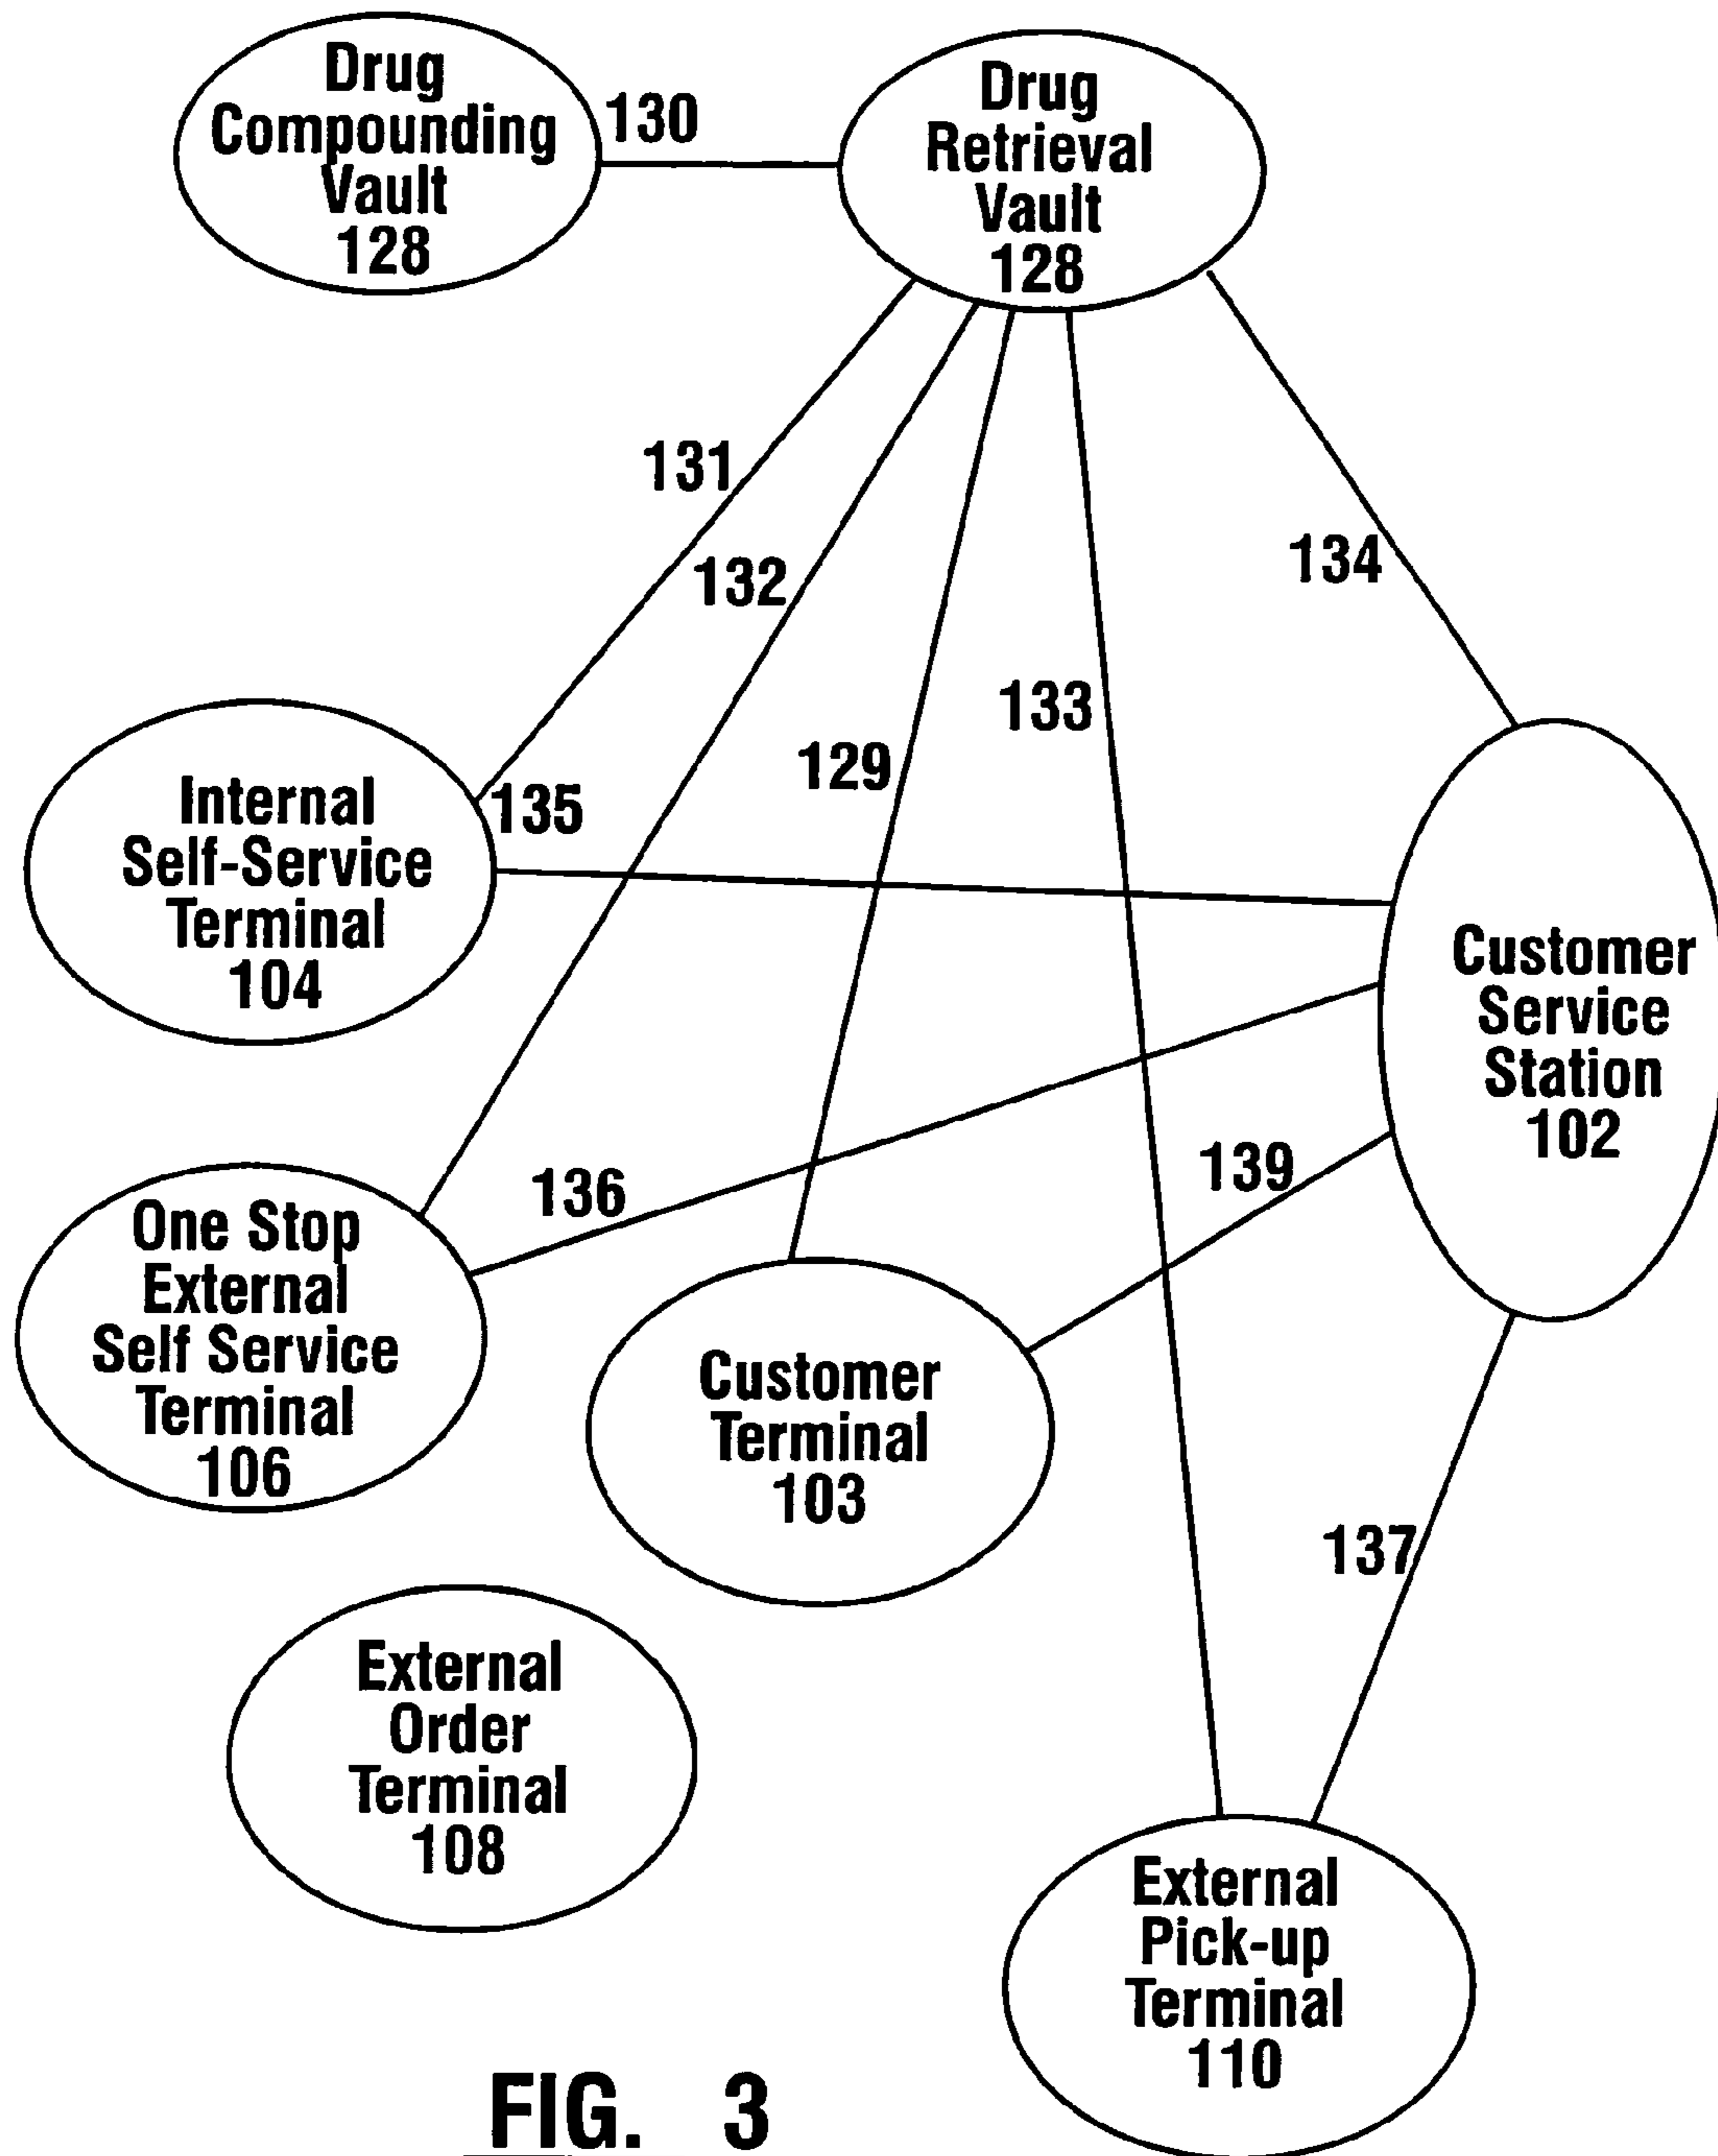 Drug
Compounding
Vault
128
130
Drug
Retrieval
Vault
128
131
132
134
133
129
135
Internal
Self-Service
Terminal
104
Customer
Service
Station
102
139
136
One Stop
External
Self Service
Terminal
106
Customer
Terminal
103
137
External
Order
Terminal
108
External
Pick-up
Terminal
110
FIG. 3